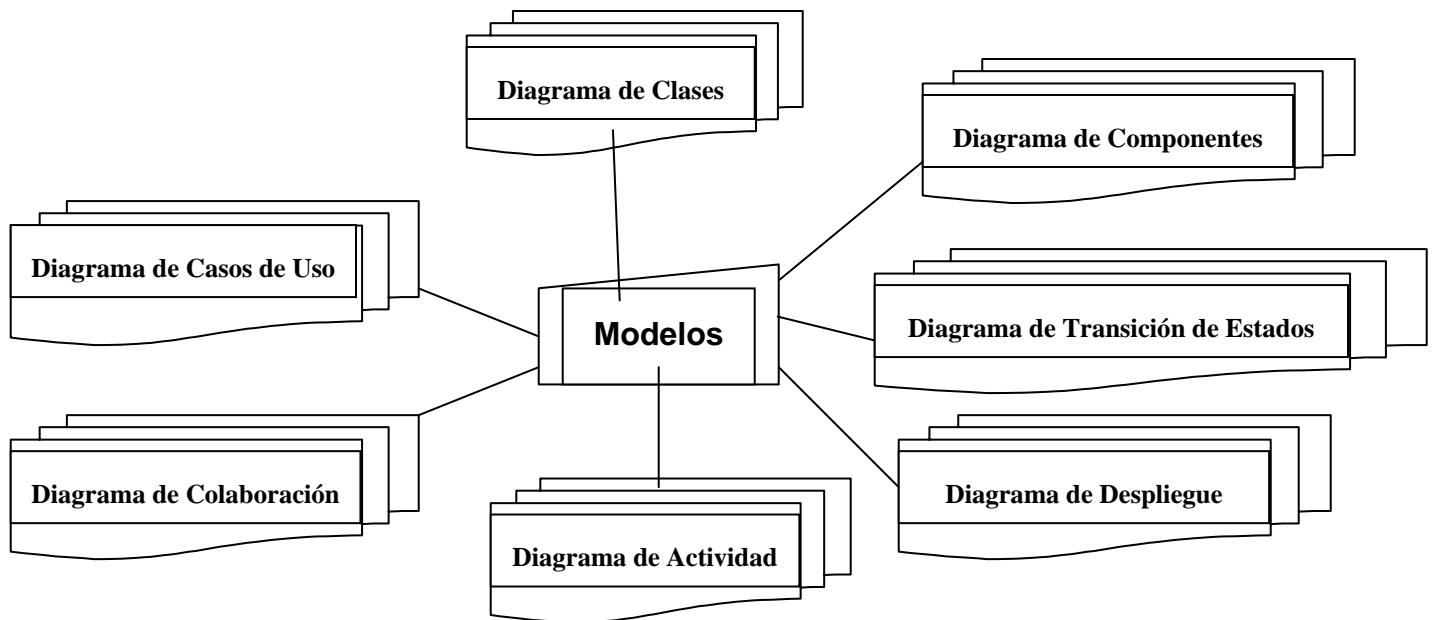 Diagrama de Clases
Diagrama de Componentes
Diagrama de Casos de Uso
Modelos
Diagrama de Transición de Estados
Diagrama de Colaboración
Diagrama de Despliegue
Diagrama de Actividad